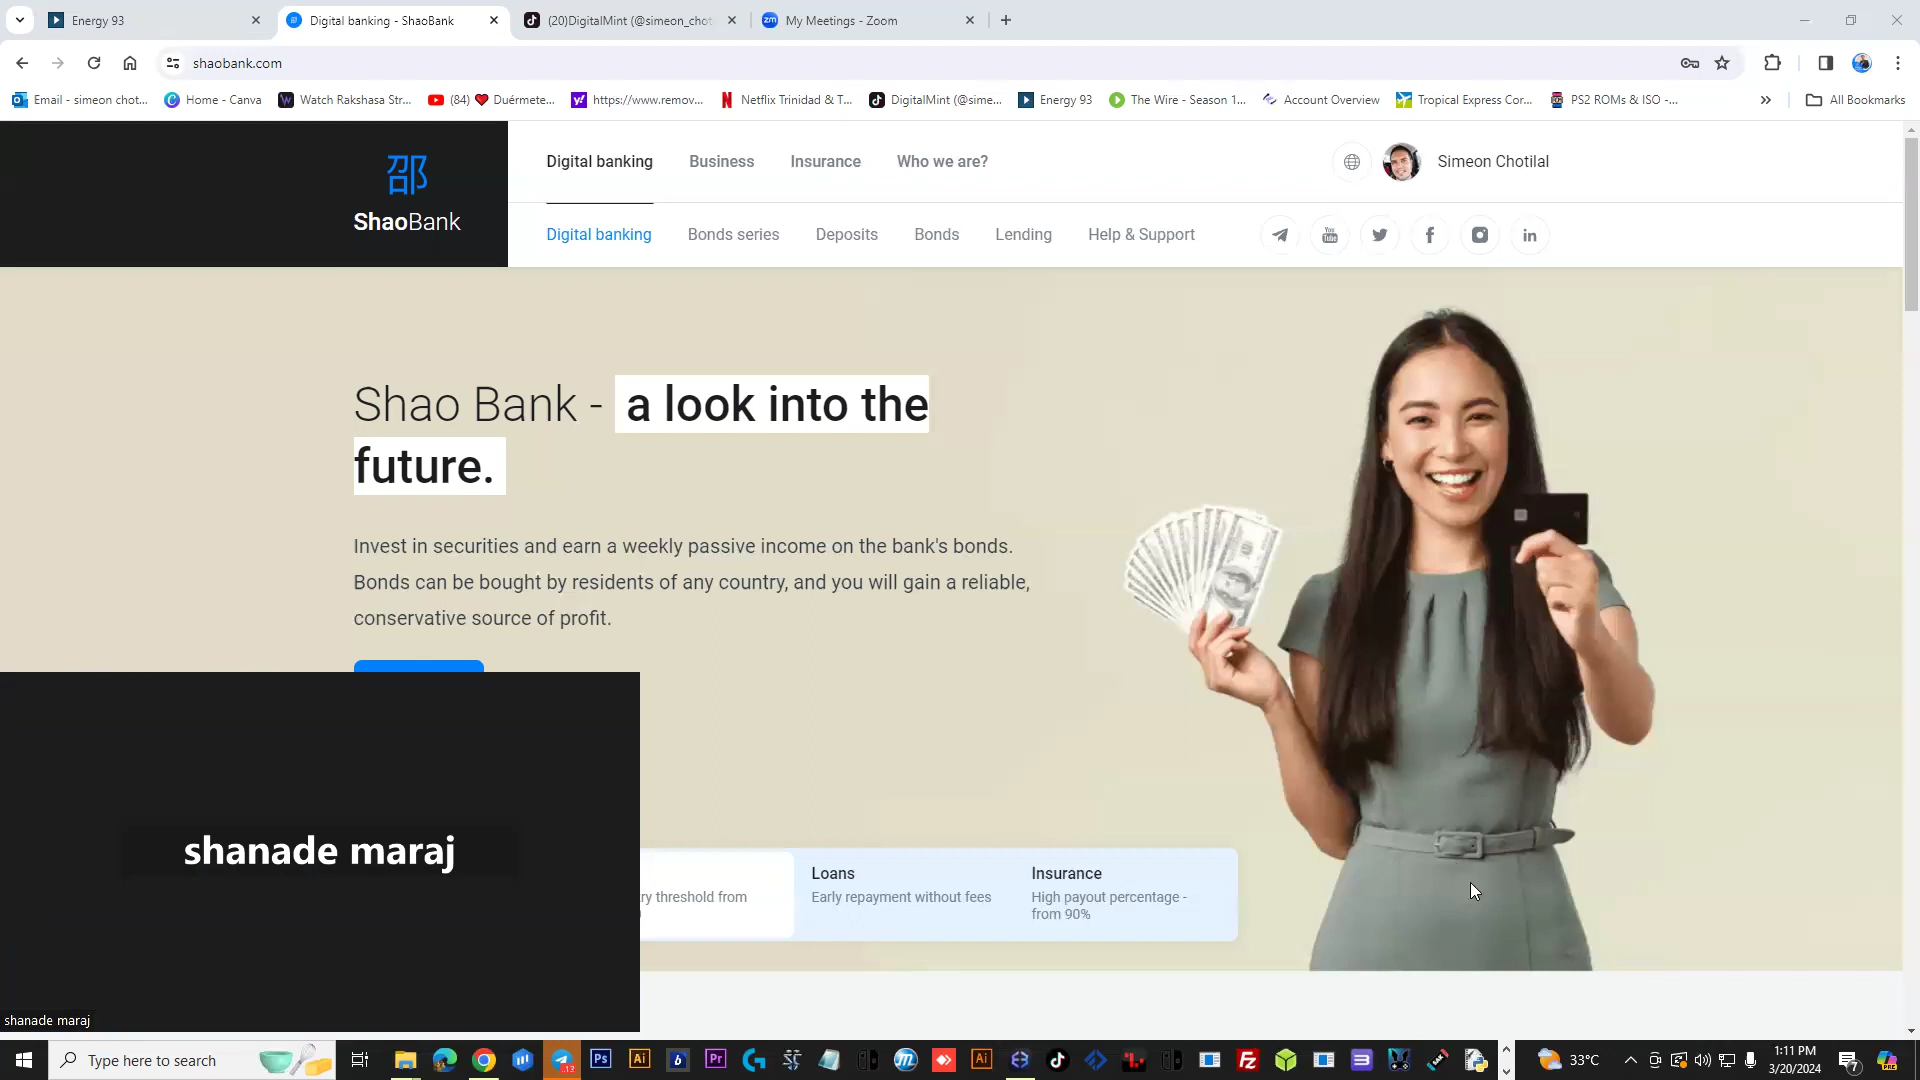 Energy 93
Digital banking - ShaoBank
(20)DigitalMint (@simeon_chot
My Meetings - Zoom
shaobank.com
Email - simeon chot...
Home - Canva
Watch Rakshasa Str...
(84) ❤ Duérmete...
https://www.remov...
Netflix Trinidad & T...
DigitalMint (@sime...
Energy 93
The Wire - Season 1...
Account Overview
Tropical Express Cor...
PS2 ROMs & ISO -...
All Bookmarks
邵
ShaoBank
Digital banking
Business
Insurance
Who we are?
Simeon Chotilal
Digital banking
Bonds series
Deposits
Bonds
Lending
Help & Support
Shao Bank - a look into the
future.
Invest in securities and earn a weekly passive income on the bank's bonds.
Bonds can be bought by residents of any country, and you will gain a reliable,
conservative source of profit.
shanade maraj
ry threshold from
Loans
Early repayment without fees
Insurance
High payout percentage -
from 90%
shanade maraj
Type here to search
33°C
1:11 PM
3/20/2024